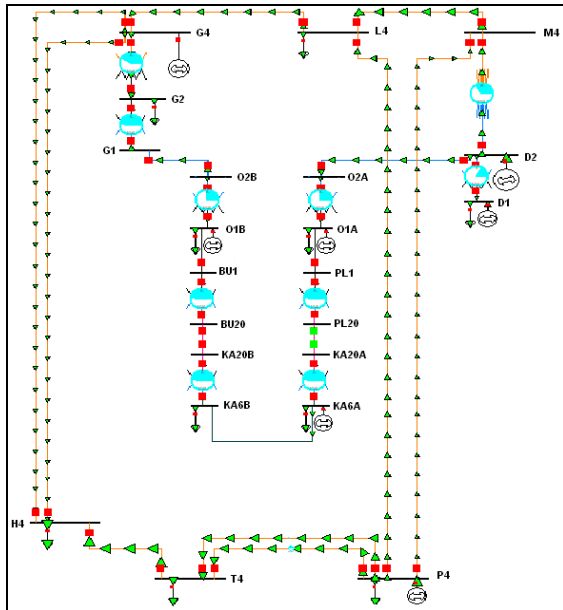 G4
L4
M4
G2
G1
D2
O2B
O2A
D1
O1B
O1A
BU1
PL1
BU20
PL20
KA20B
KA20A
KA6B
KA6A
H4
T4
P4